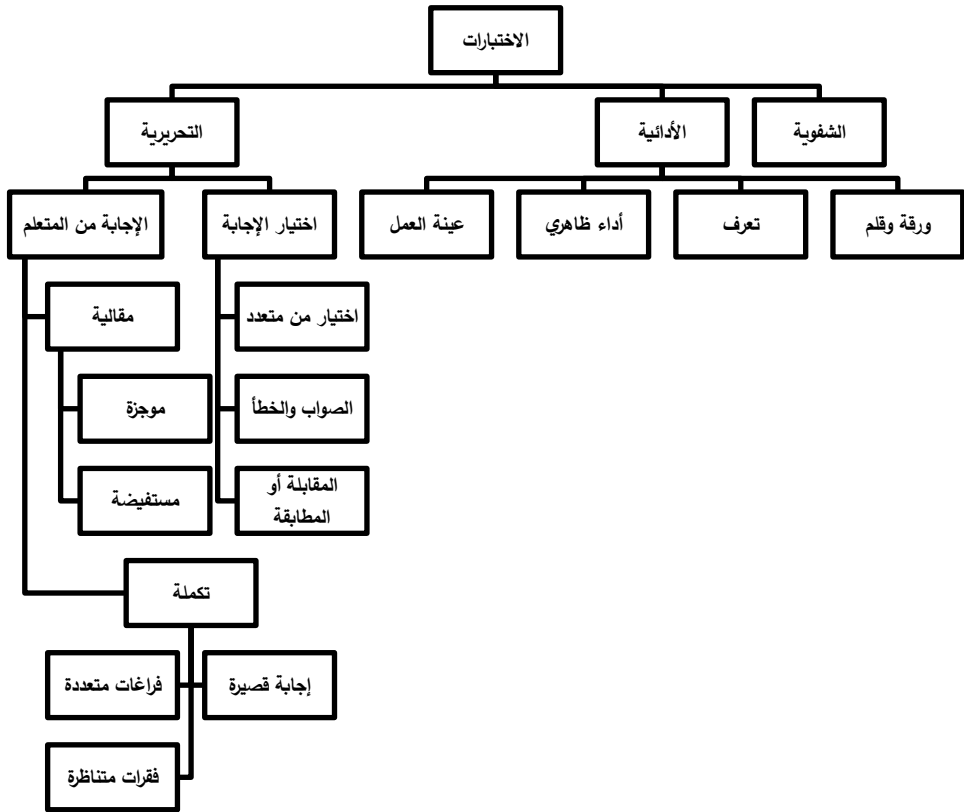 الاختبارات
الشفوية
الأدائية
التحريرية
ورقة وقلم
تعرف
أداء ظاهري
عينة العمل
اختيار الإجابة
الإجابة من المتعلم
اختيار من متعدد
الصواب والخطأ
المقابلة أو
المطابقة
مقالية
موجزة
مستفيضة
تكملة
إجابة قصيرة
فراغات متعددة
فقرات متناظرة